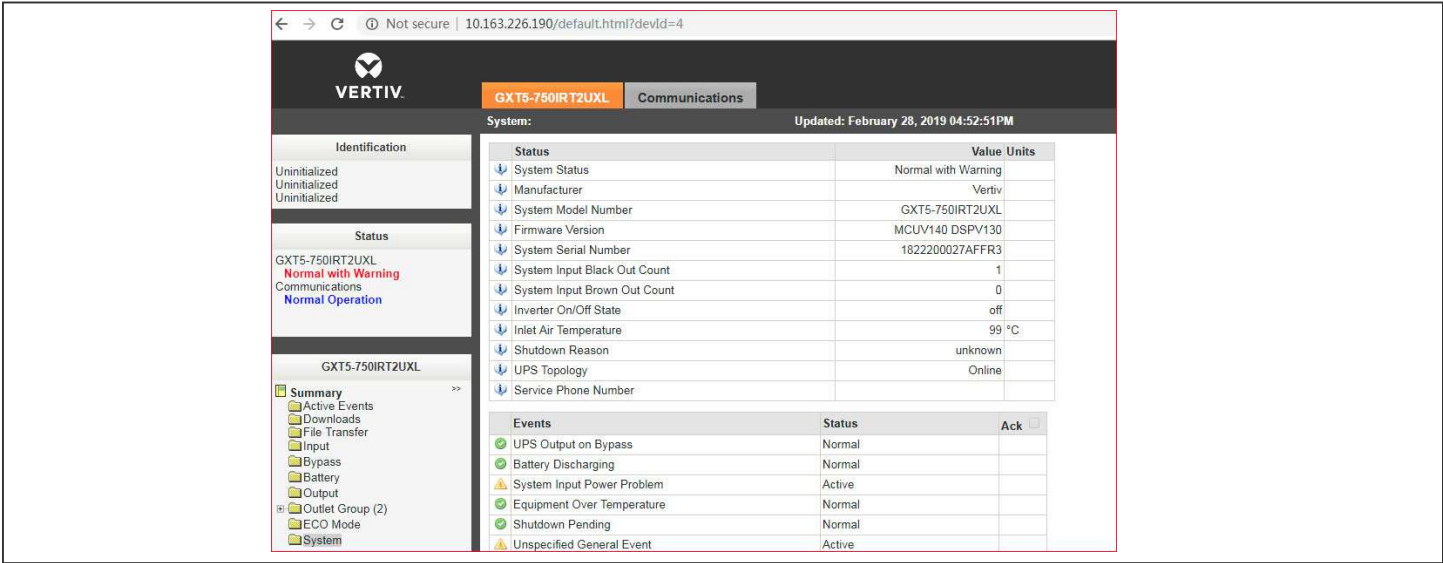 Not secure | 10.163.226.190/default.html?devId=4
VERTIV.
GXT5-750IRT2UXL Communications
System: Updated: February 28, 2019 04:52:51PM
Identification
Uninitialized
Uninitialized
Uninitialized
Status
GXT5-750IRT2UXL
Normal with Warning
Communications
Normal Operation
GXT5-750IRT2UXL
Summary >>
Active Events
Downloads
File Transfer
Input
Bypass
Battery
Output
Outlet Group (2)
ECO Mode
System
Status Value Units
System Status Normal with Warning
Manufacturer Vertiv
System Model Number GXT5-750IRT2UXL
Firmware Version MCUV140 DSPV130
System Serial Number 1822200027AFFR3
System Input Black Out Count 1
System Input Brown Out Count 0
Inverter On/Off State off
Inlet Air Temperature 99 °C
Shutdown Reason unknown
UPS Topology Online
Service Phone Number
Events Status Ack
UPS Output on Bypass Normal
Battery Discharging Normal
System Input Power Problem Active
Equipment Over Temperature Normal
Shutdown Pending Normal
Unspecified General Event Active